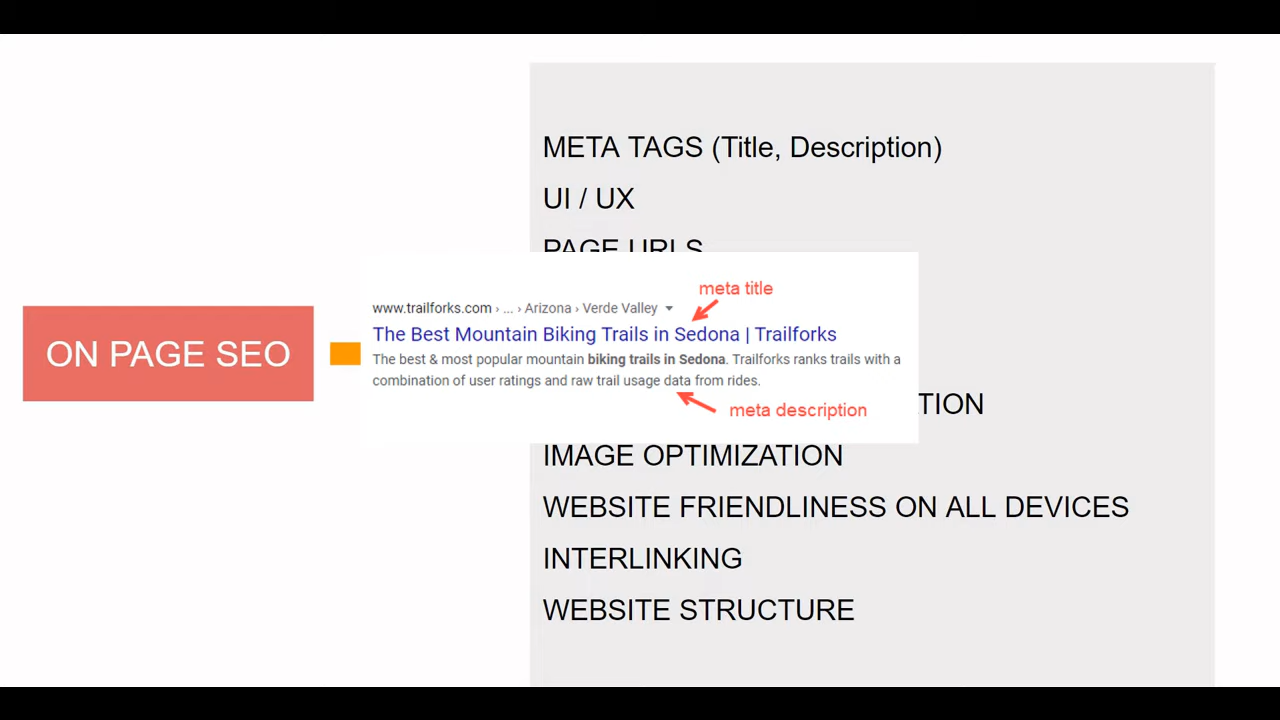 META TAGS (Title, Description)
UI / UX
PAGE URLS
ON PAGE SEO
meta title
www.trailforks.com › ... › Arizona › Verde Valley
The Best Mountain Biking Trails in Sedona | Trailforks
The best & most popular mountain biking trails in Sedona. Trailforks ranks trails with a
combination of user ratings and raw trail usage data from rides.
meta description
IMAGE OPTIMIZATION
WEBSITE FRIENDLINESS ON ALL DEVICES
INTERLINKING
WEBSITE STRUCTURE